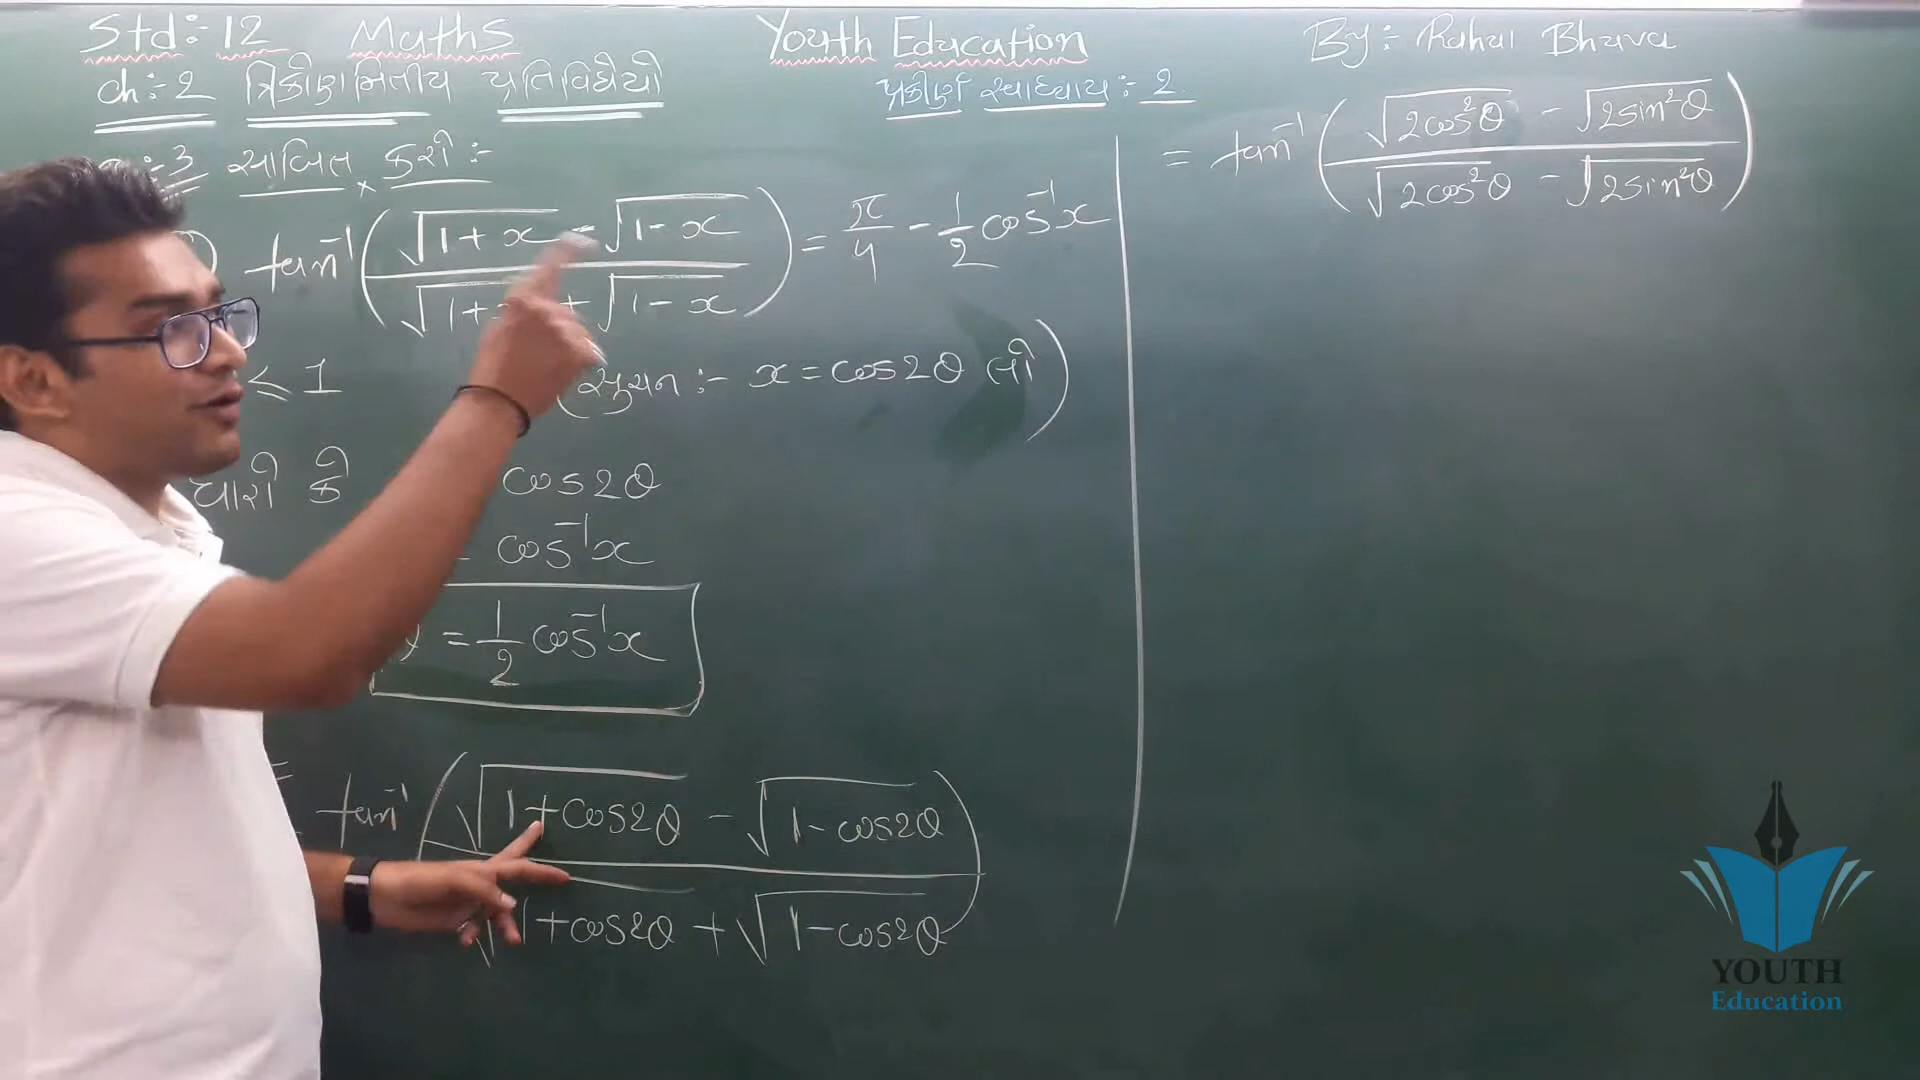 Std:- 12 Maths Youth Education By:- Rahul Bhuva
Ch:-2 ત્રિકોણમિતીય પ્રતિવિધેયો પ્રકીર્ણ સ્વાધ્યાય:- 2
:-3 સાબિત કરો:-
tan⁻¹((√(1+x) - √(1-x))/(√(1+x) + √(1-x))) = π/4 - 1/2 cos⁻¹x
≤ 1 (સુચન:- x = cos2θ લો)
ધારો કે cos2θ
= cos⁻¹x
= 1/2 cos⁻¹x
= tan⁻¹((√(1+cos2θ) - √(1-cos2θ))/(√(1+cos2θ) + √(1-cos2θ)))
= tan⁻¹((√(2cos²θ) - √(2sin²θ))/(√(2cos²θ) - √(2sin²θ)))
YOUTH
Education